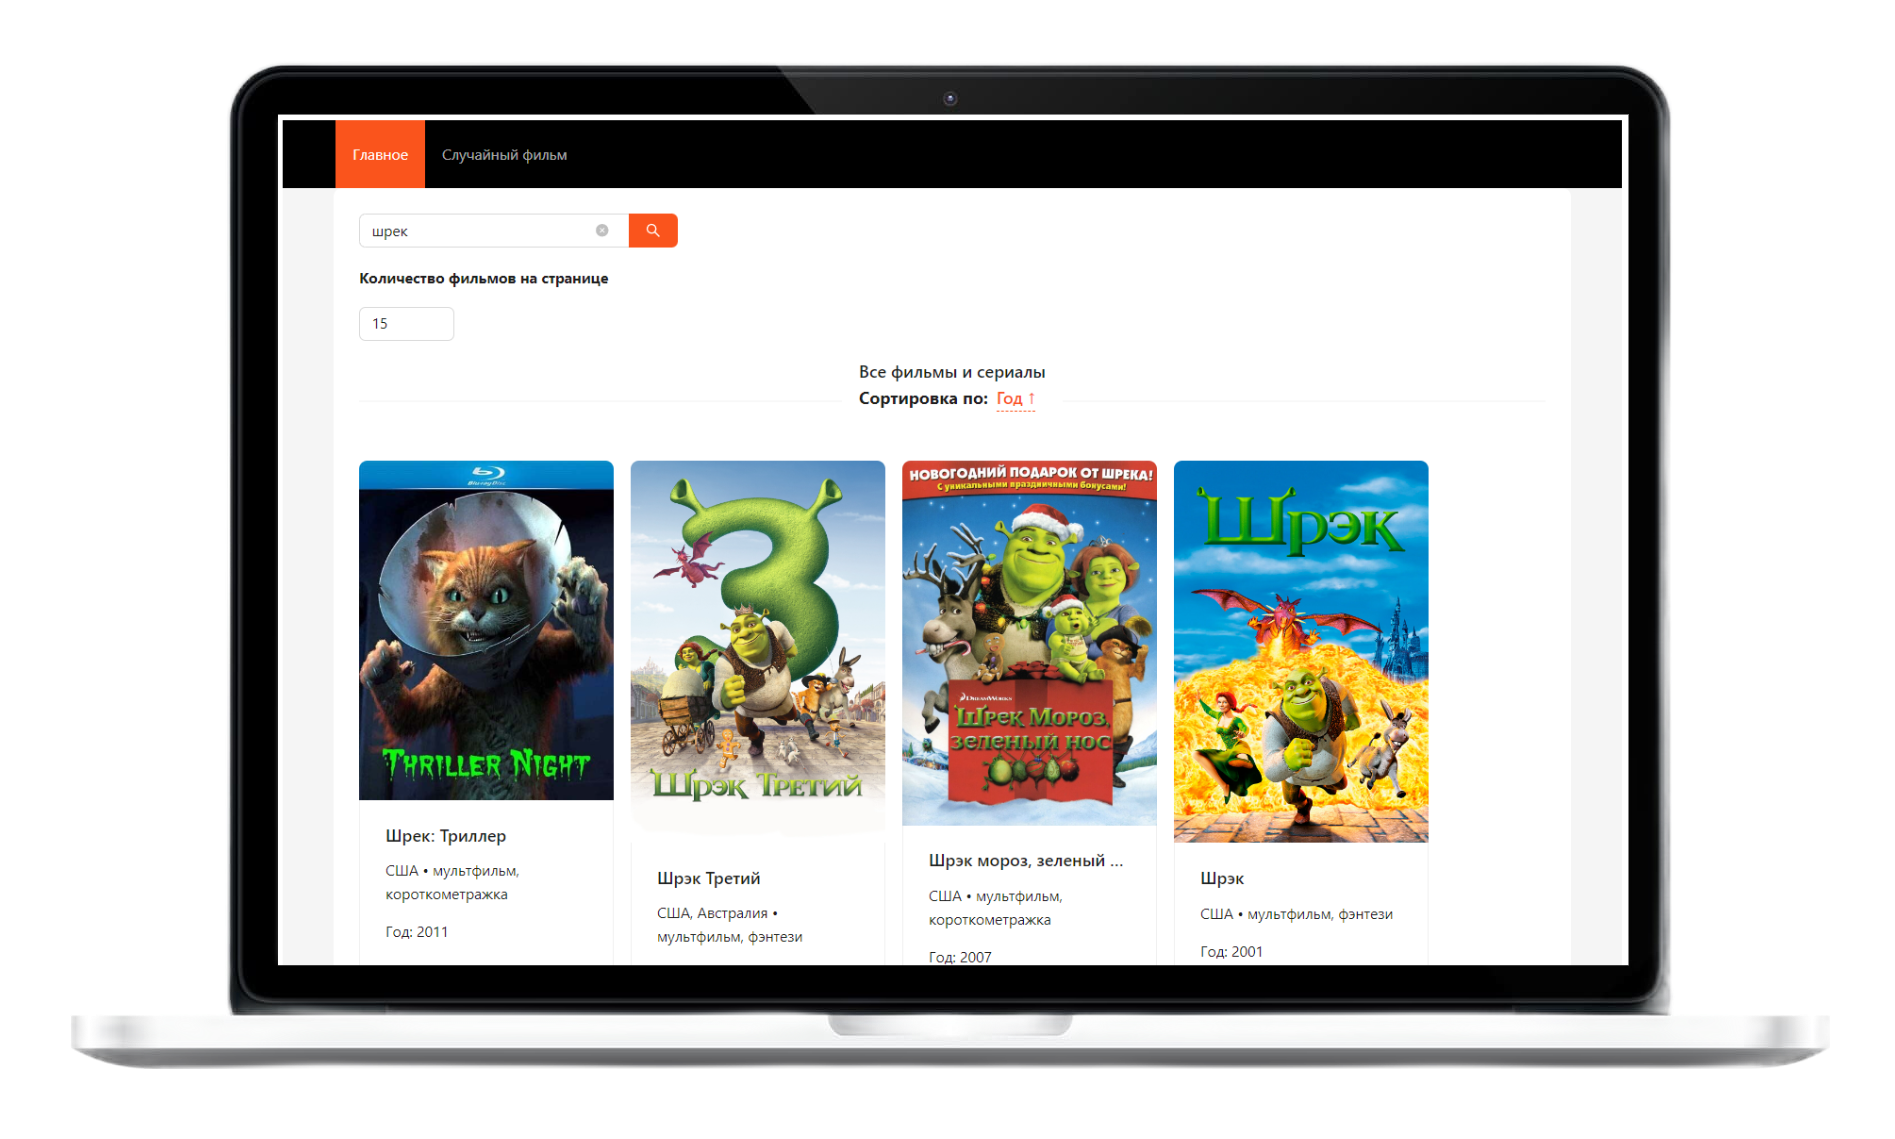 Главное
Случайный фильм
шрек
Количество фильмов на странице
15
Все фильмы и сериалы
Сортировка по: Год ↑
Blu-ray Disc
THRILLER NIGHT
Шрек: Триллер
США • мультфильм,
короткометражка
Год: 2011
3
Шрэк Третий
Шрэк Третий
США, Австралия •
мультфильм, фэнтези
НОВОГОДНИЙ ПОДАРОК ОТ ШРЕКА!
С уникальными праздничными бонусами!
DREAMWORKS
Шрек Мороз,
зеленый нос
Шрэк мороз, зеленый ...
США • мультфильм,
короткометражка
Год: 2007
Шрэк
Шрэк
США • мультфильм, фэнтези
Год: 2001